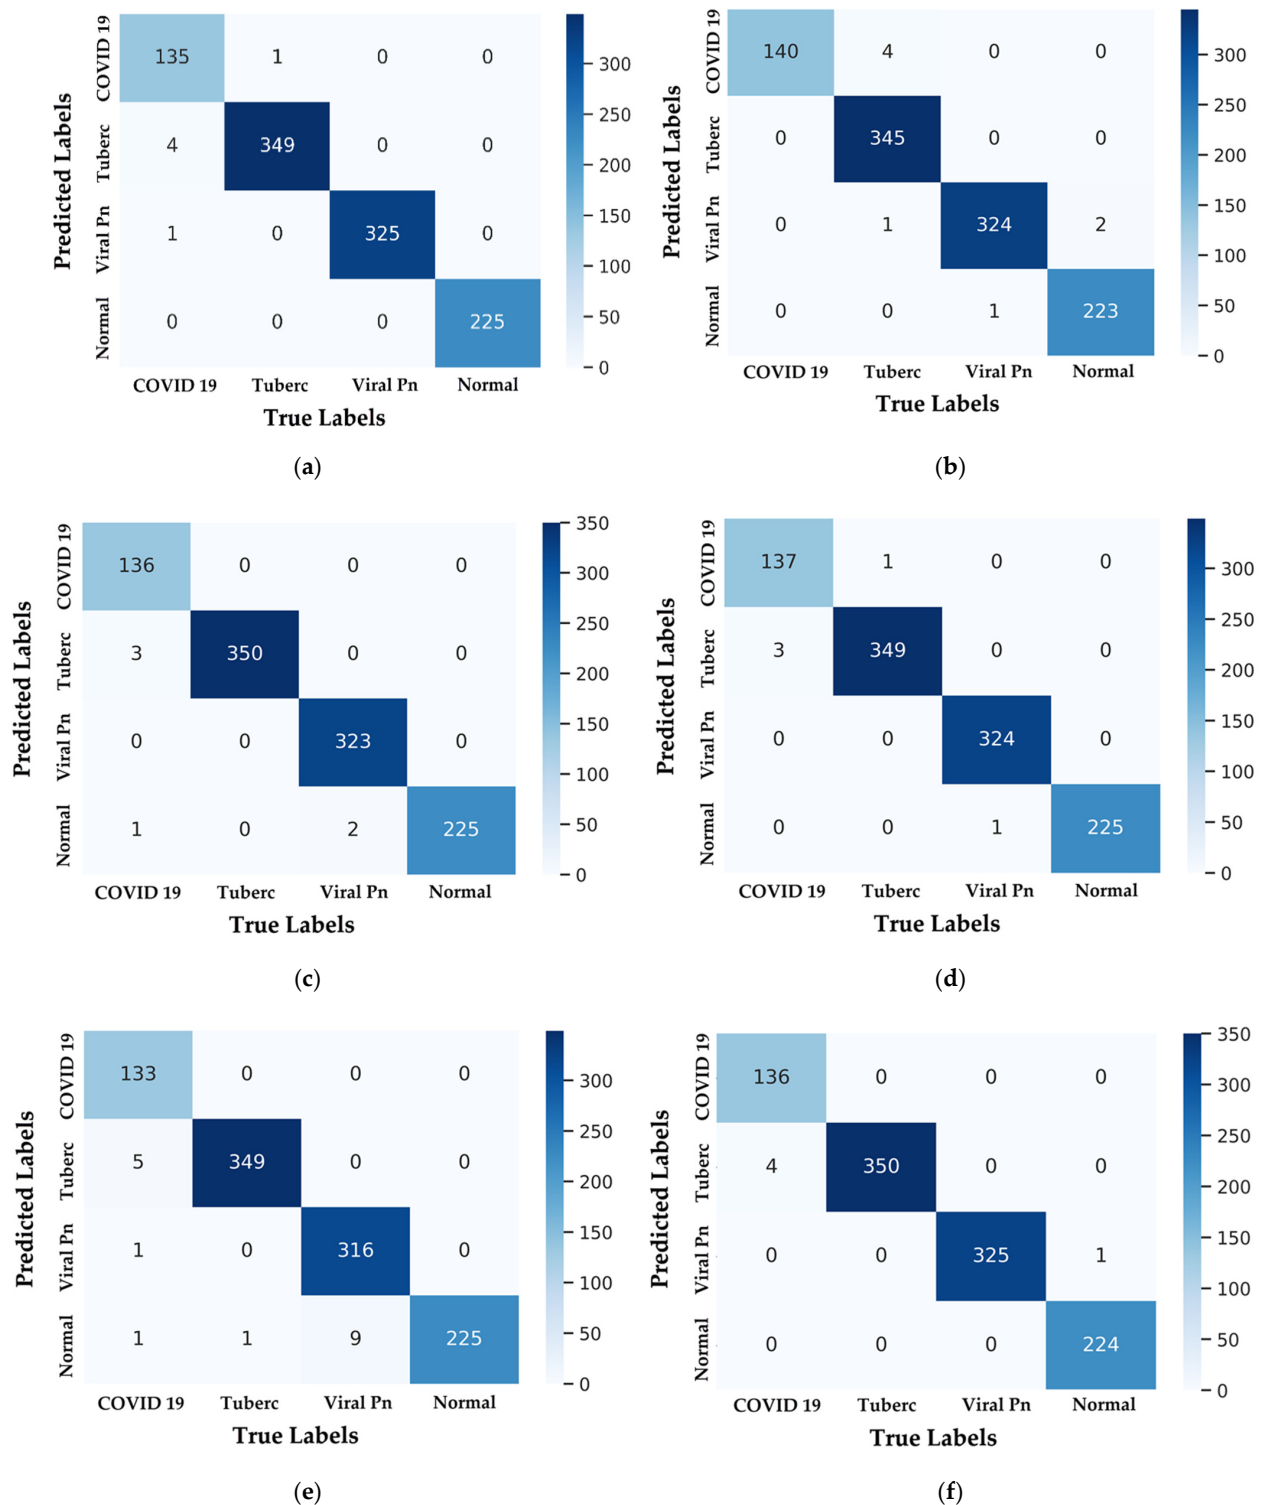 COVID 19 135 1 0 0
Tuberc 4 349 0 0
Viral Pn 1 0 325 0
Normal 0 0 0 225
COVID 19 Tuberc Viral Pn Normal
True Labels
Predicted Labels
300
250
200
150
100
50
0
(a)
COVID 19 140 4 0 0
Tuberc 0 345 0 0
Viral Pn 0 1 324 2
Normal 0 0 1 223
COVID 19 Tuberc Viral Pn Normal
True Labels
Predicted Labels
300
250
200
150
100
50
0
(b)
COVID 19 136 0 0 0
Tuberc 3 350 0 0
Viral Pn 0 0 323 0
Normal 1 0 2 225
COVID 19 Tuberc Viral Pn Normal
True Labels
Predicted Labels
350
300
250
200
150
100
50
0
(c)
COVID 19 137 1 0 0
Tuberc 3 349 0 0
Viral Pn 0 0 324 0
Normal 0 0 1 225
COVID 19 Tuberc Viral Pn Normal
True Labels
Predicted Labels
300
250
200
150
100
50
0
(d)
COVID 19 133 0 0 0
Tuberc 5 349 0 0
Viral Pn 1 0 316 0
Normal 1 1 9 225
COVID 19 Tuberc Viral Pn Normal
True Labels
Predicted Labels
300
250
200
150
100
50
0
(e)
COVID 19 136 0 0 0
Tuberc 4 350 0 0
Viral Pn 0 0 325 1
Normal 0 0 0 224
COVID 19 Tuberc Viral Pn Normal
True Labels
Predicted Labels
350
300
250
200
150
100
50
0
(f)